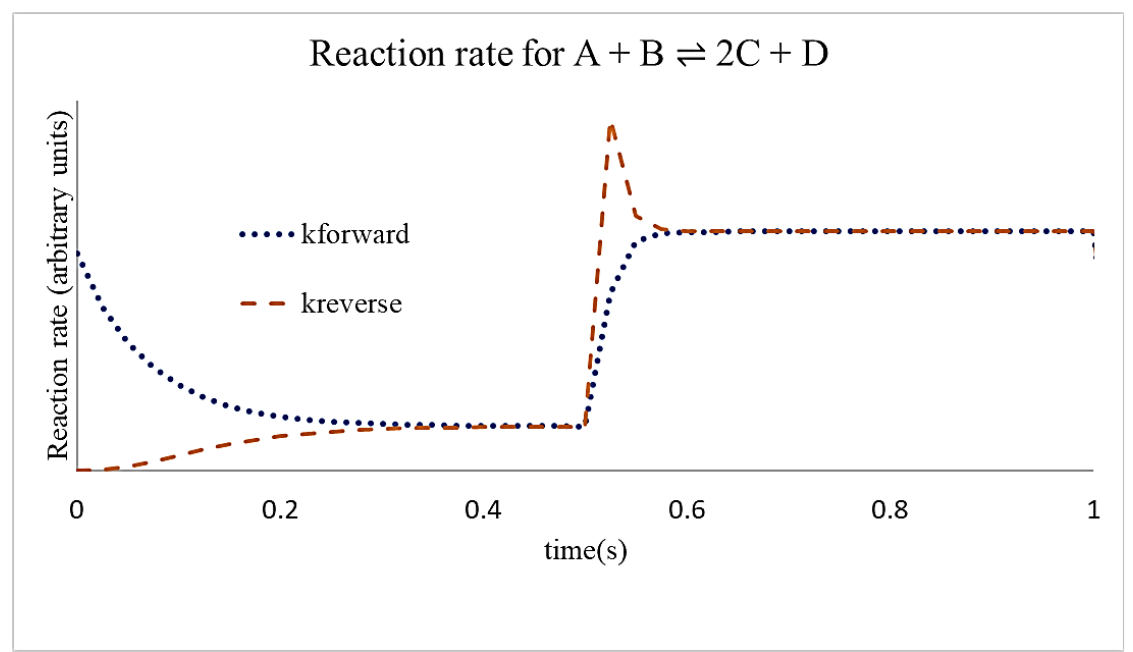 Reaction rate for A + B ⇌ 2C + D
Reaction rate (arbitrary units)
kforward
kreverse
0 0.2 0.4 0.6 0.8 1
time(s)